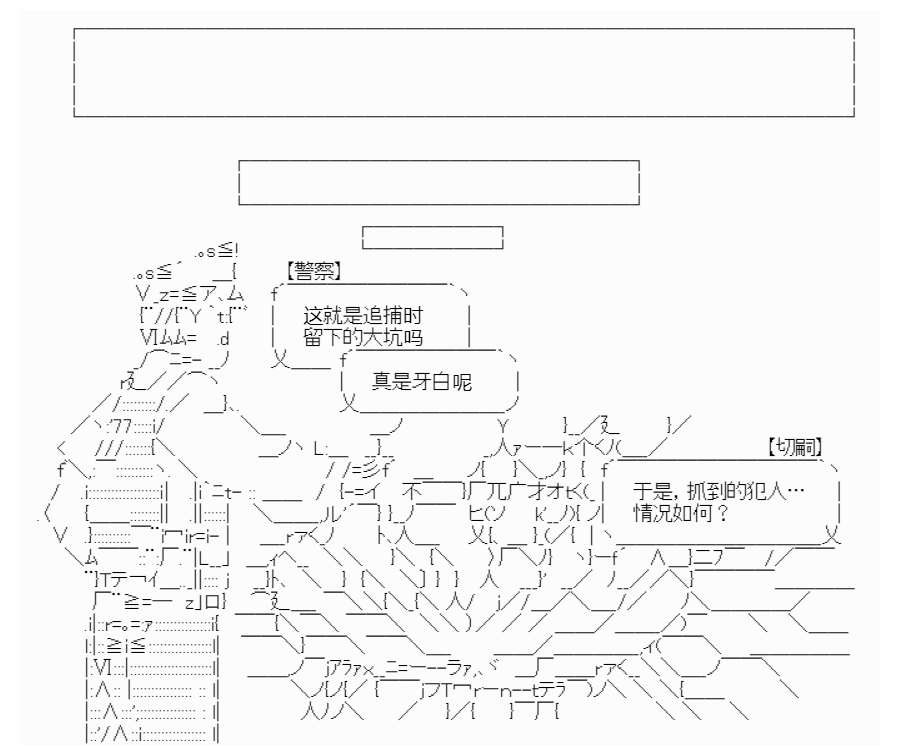 【警察】
这就是追捕时
留下的大坑吗
真是牙白呢
【切嗣】
于是，抓到的犯人…
情况如何？